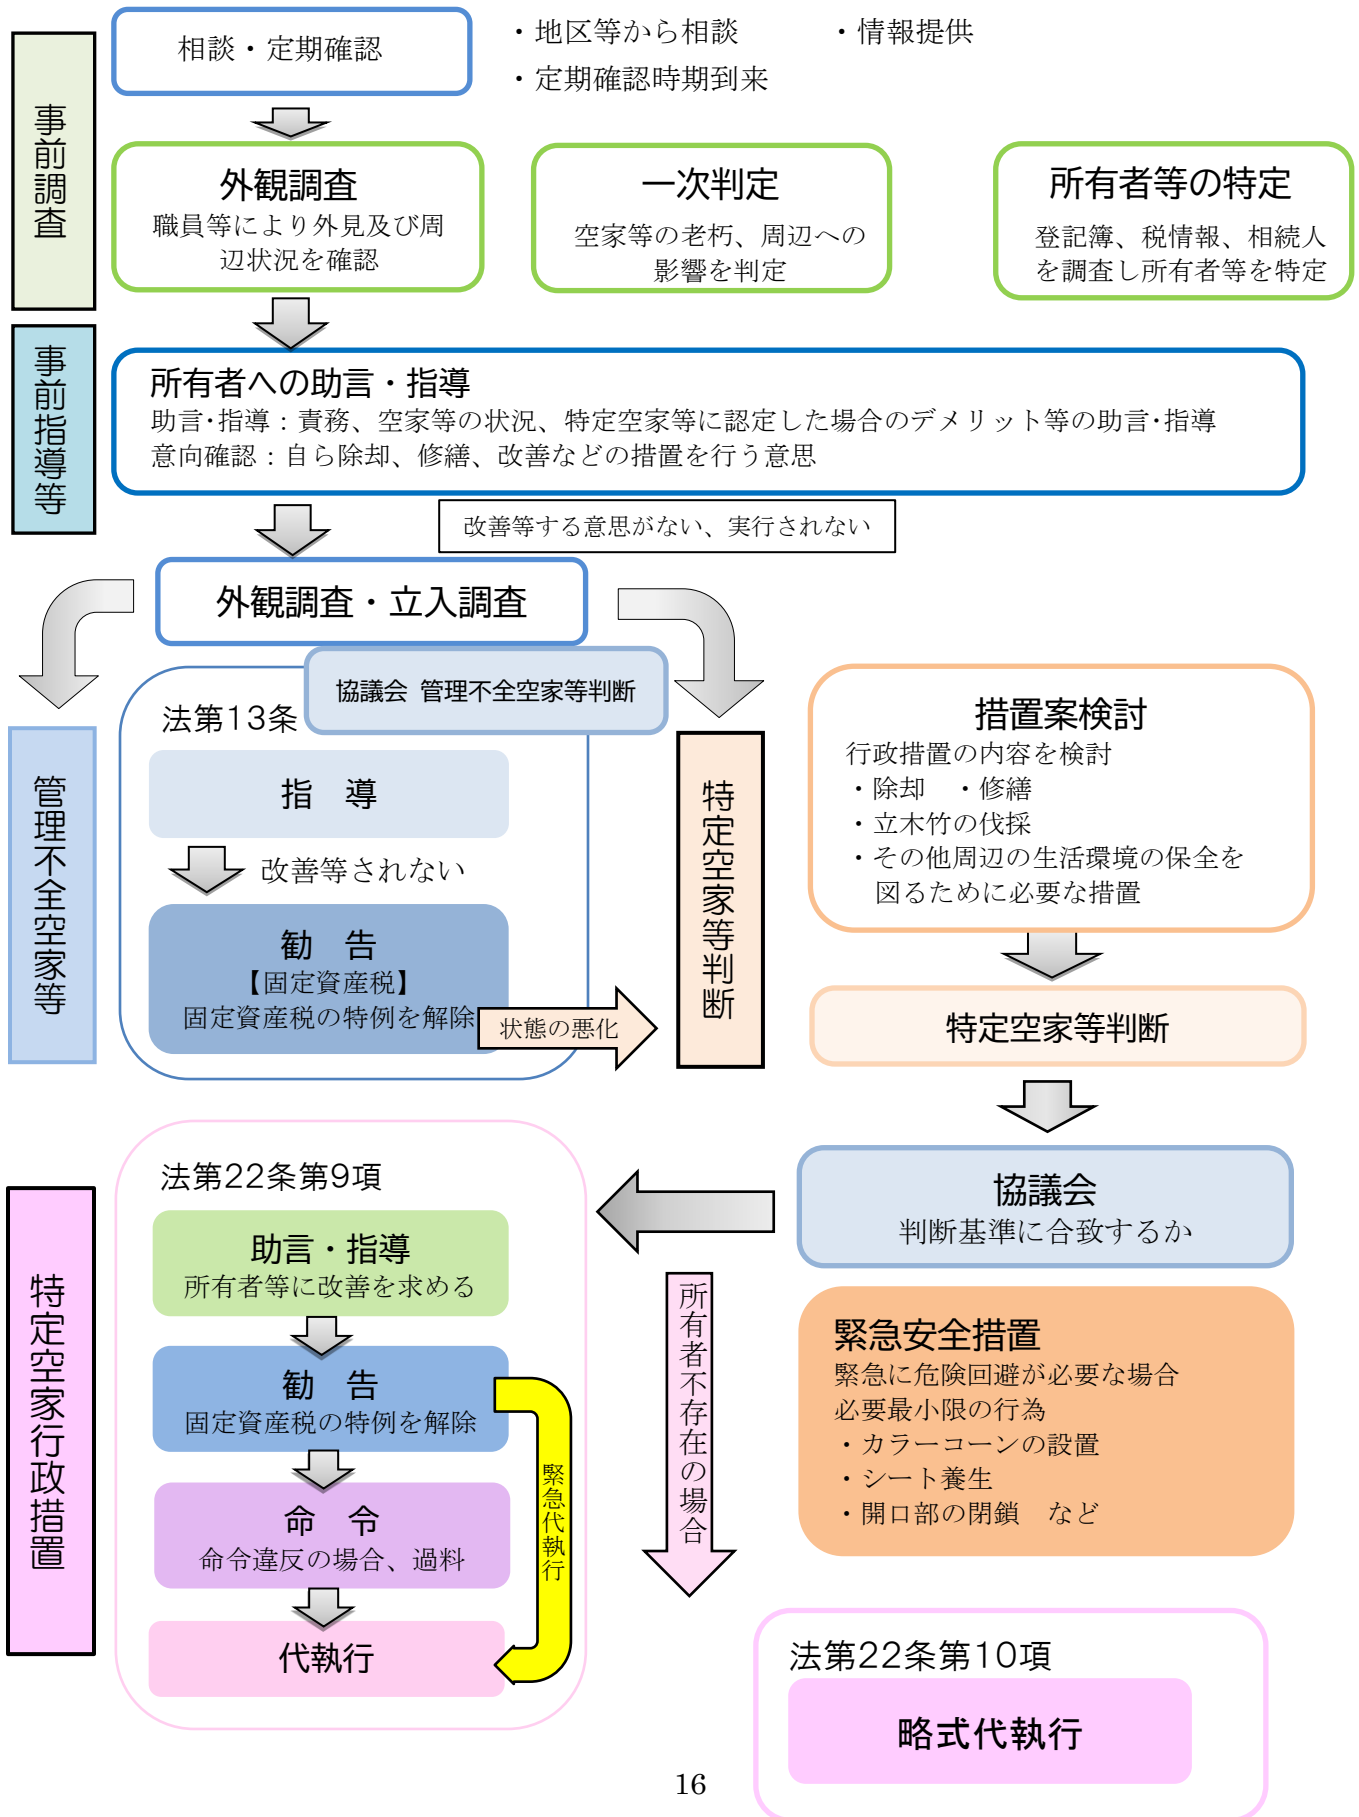 事前調査
相談・定期確認
・地区等から相談　　　・情報提供
・定期確認時期到来
外観調査
職員等により外見及び周
辺状況を確認
一次判定
空家等の老朽、周辺への
影響を判定
所有者等の特定
登記簿、税情報、相続人
を調査し所有者等を特定
事前指導等
所有者への助言・指導
助言･指導：責務、空家等の状況、特定空家等に認定した場合のデメリット等の助言･指導
意向確認：自ら除却、修繕、改善などの措置を行う意思
改善等する意思がない、実行されない
外観調査・立入調査
協議会 管理不全空家等判断
管理不全空家等
法第13条
指　導
改善等されない
勧　告
【固定資産税】
固定資産税の特例を解除
状態の悪化
特定空家等判断
措置案検討
行政措置の内容を検討
・除却　・修繕
・立木竹の伐採
・その他周辺の生活環境の保全を
図るために必要な措置
特定空家等判断
協議会
判断基準に合致するか
緊急安全措置
緊急に危険回避が必要な場合
必要最小限の行為
・カラーコーンの設置
・シート養生
・開口部の閉鎖　など
特定空家行政措置
法第22条第9項
助言・指導
所有者等に改善を求める
勧　告
固定資産税の特例を解除
命　令
命令違反の場合、過料
代執行
緊急代執行
所有者不存在の場合
法第22条第10項
略式代執行
16